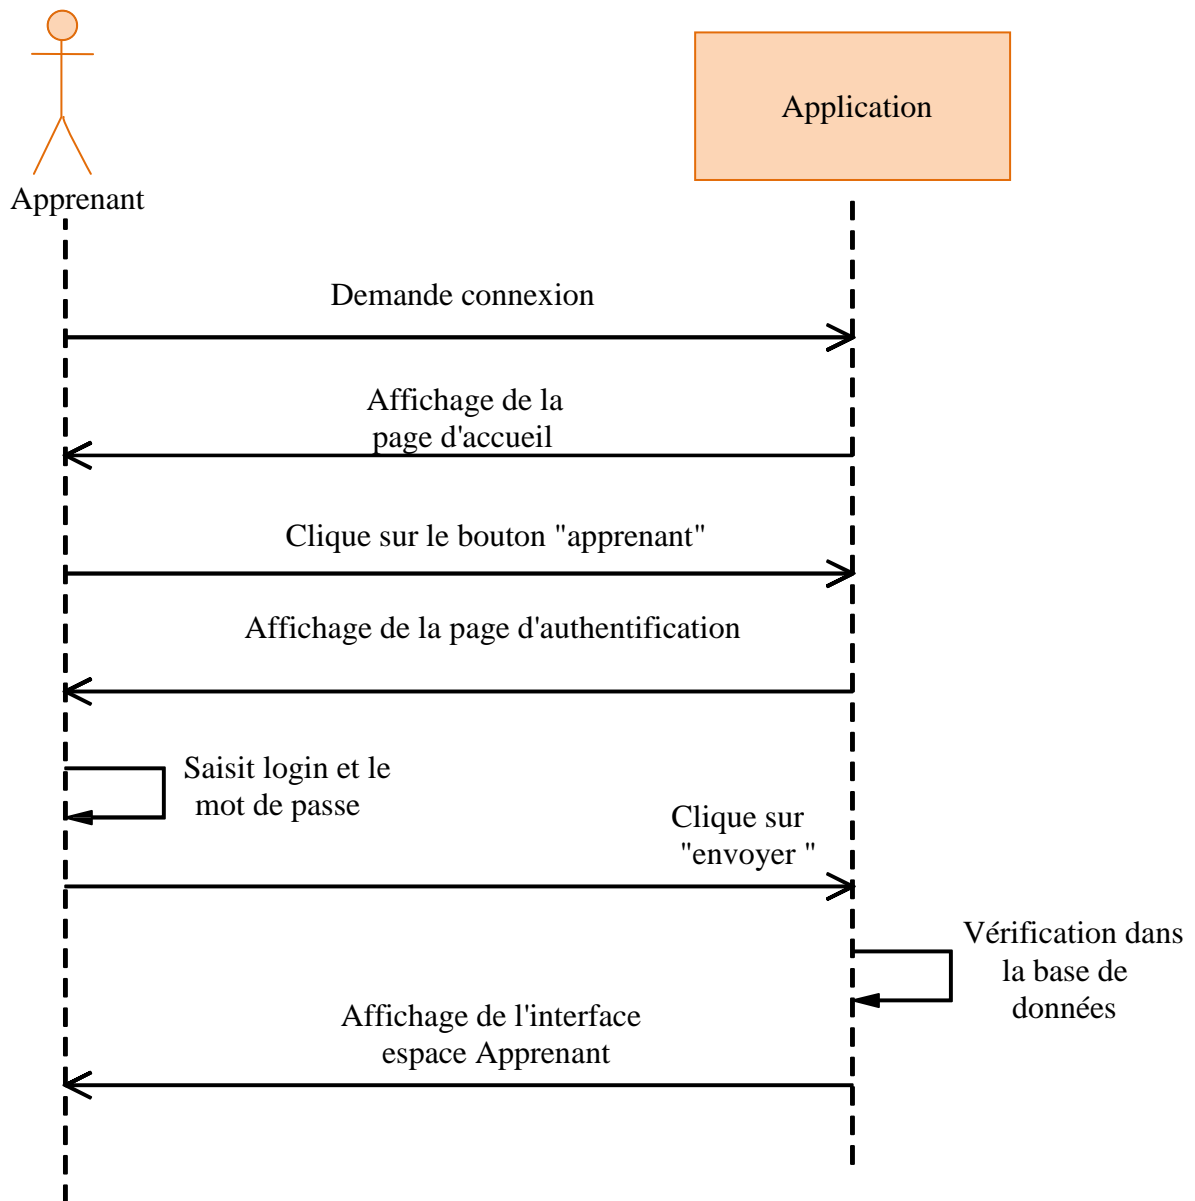 Application
Apprenant
Demande connexion
Affichage de la
page d'accueil
Clique sur le bouton "apprenant"
Affichage de la page d'authentification
Saisit login et le
mot de passe
Clique sur
"envoyer "
Vérification dans
la base de
données
Affichage de l'interface
espace Apprenant